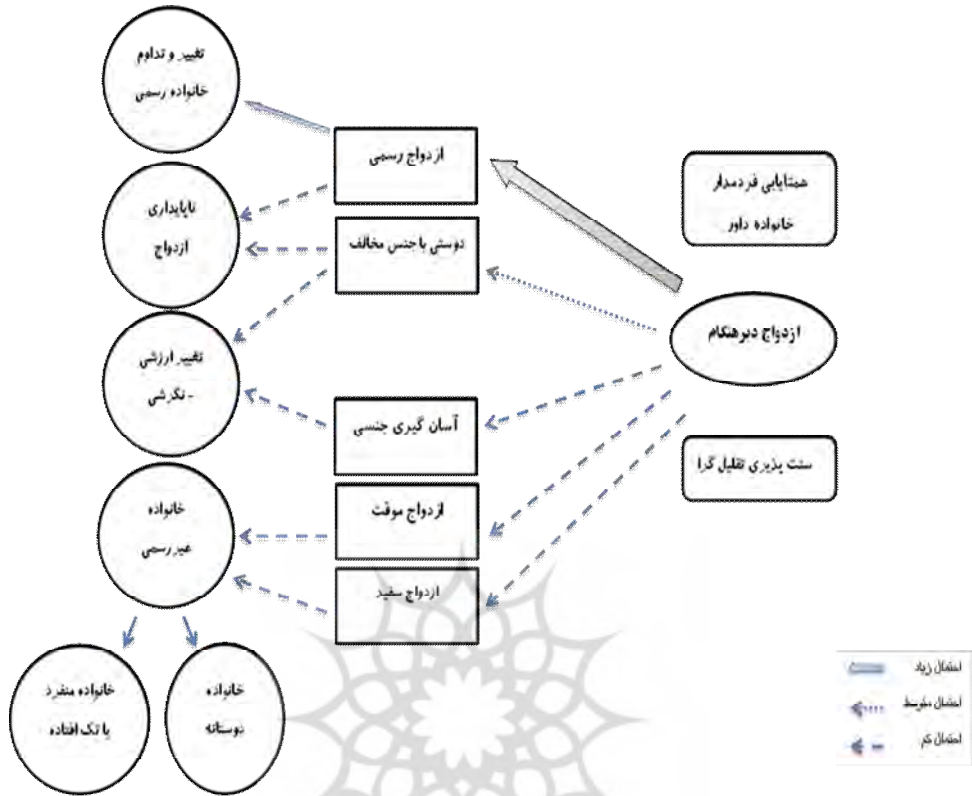 همتایابی فردمدار
خانواده داور
ازدواج دیرهنگام
سنت پذیری تقلیل گرا
ازدواج رسمی
دوستی با جنس مخالف
آسان گیری جنسی
ازدواج موقت
ازدواج سفید
تغییر و تداوم
خانواده رسمی
ناپایداری
ازدواج
تغییر ارزشی
- نگرشی
خانواده
غیر رسمی
خانواده
دوستانه
خانواده منفرد
یا تک افتاده
احتمال زیاد
احتمال متوسط
احتمال کم